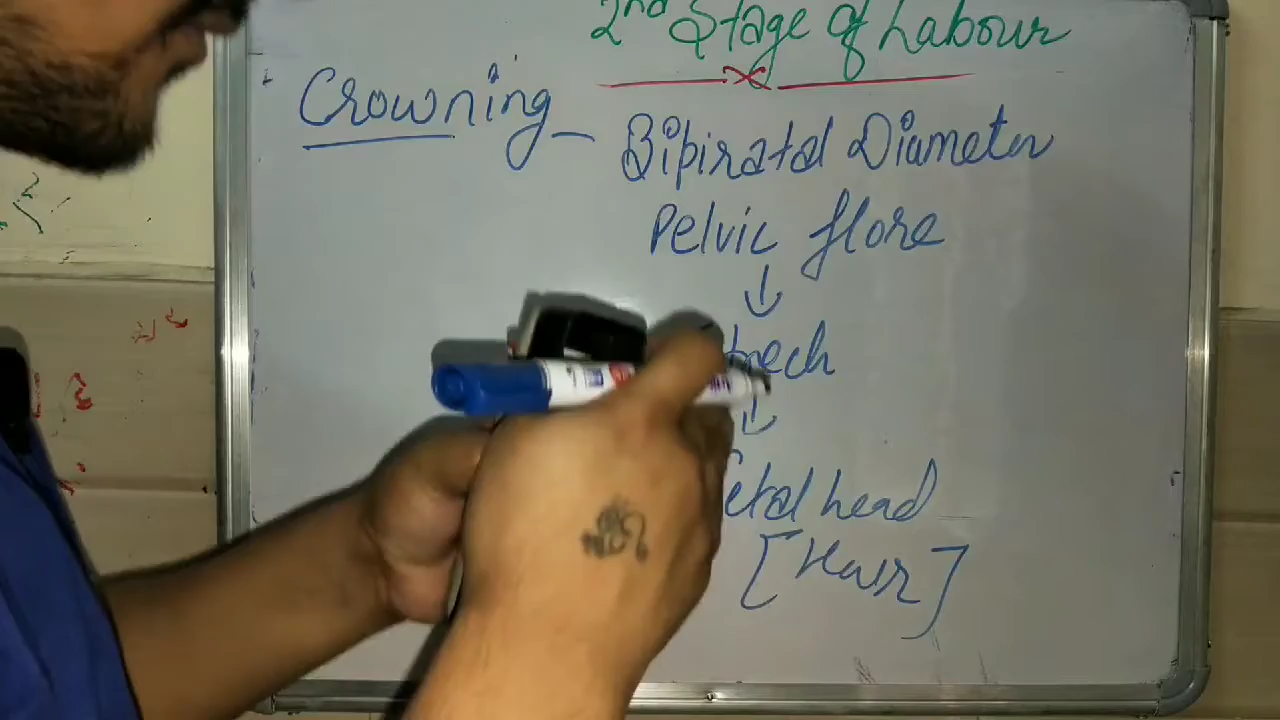 2nd Stage of Labour
Crowning – Bipiratal Diameter
Pelvic flore
↓
↓
head
[Hair]